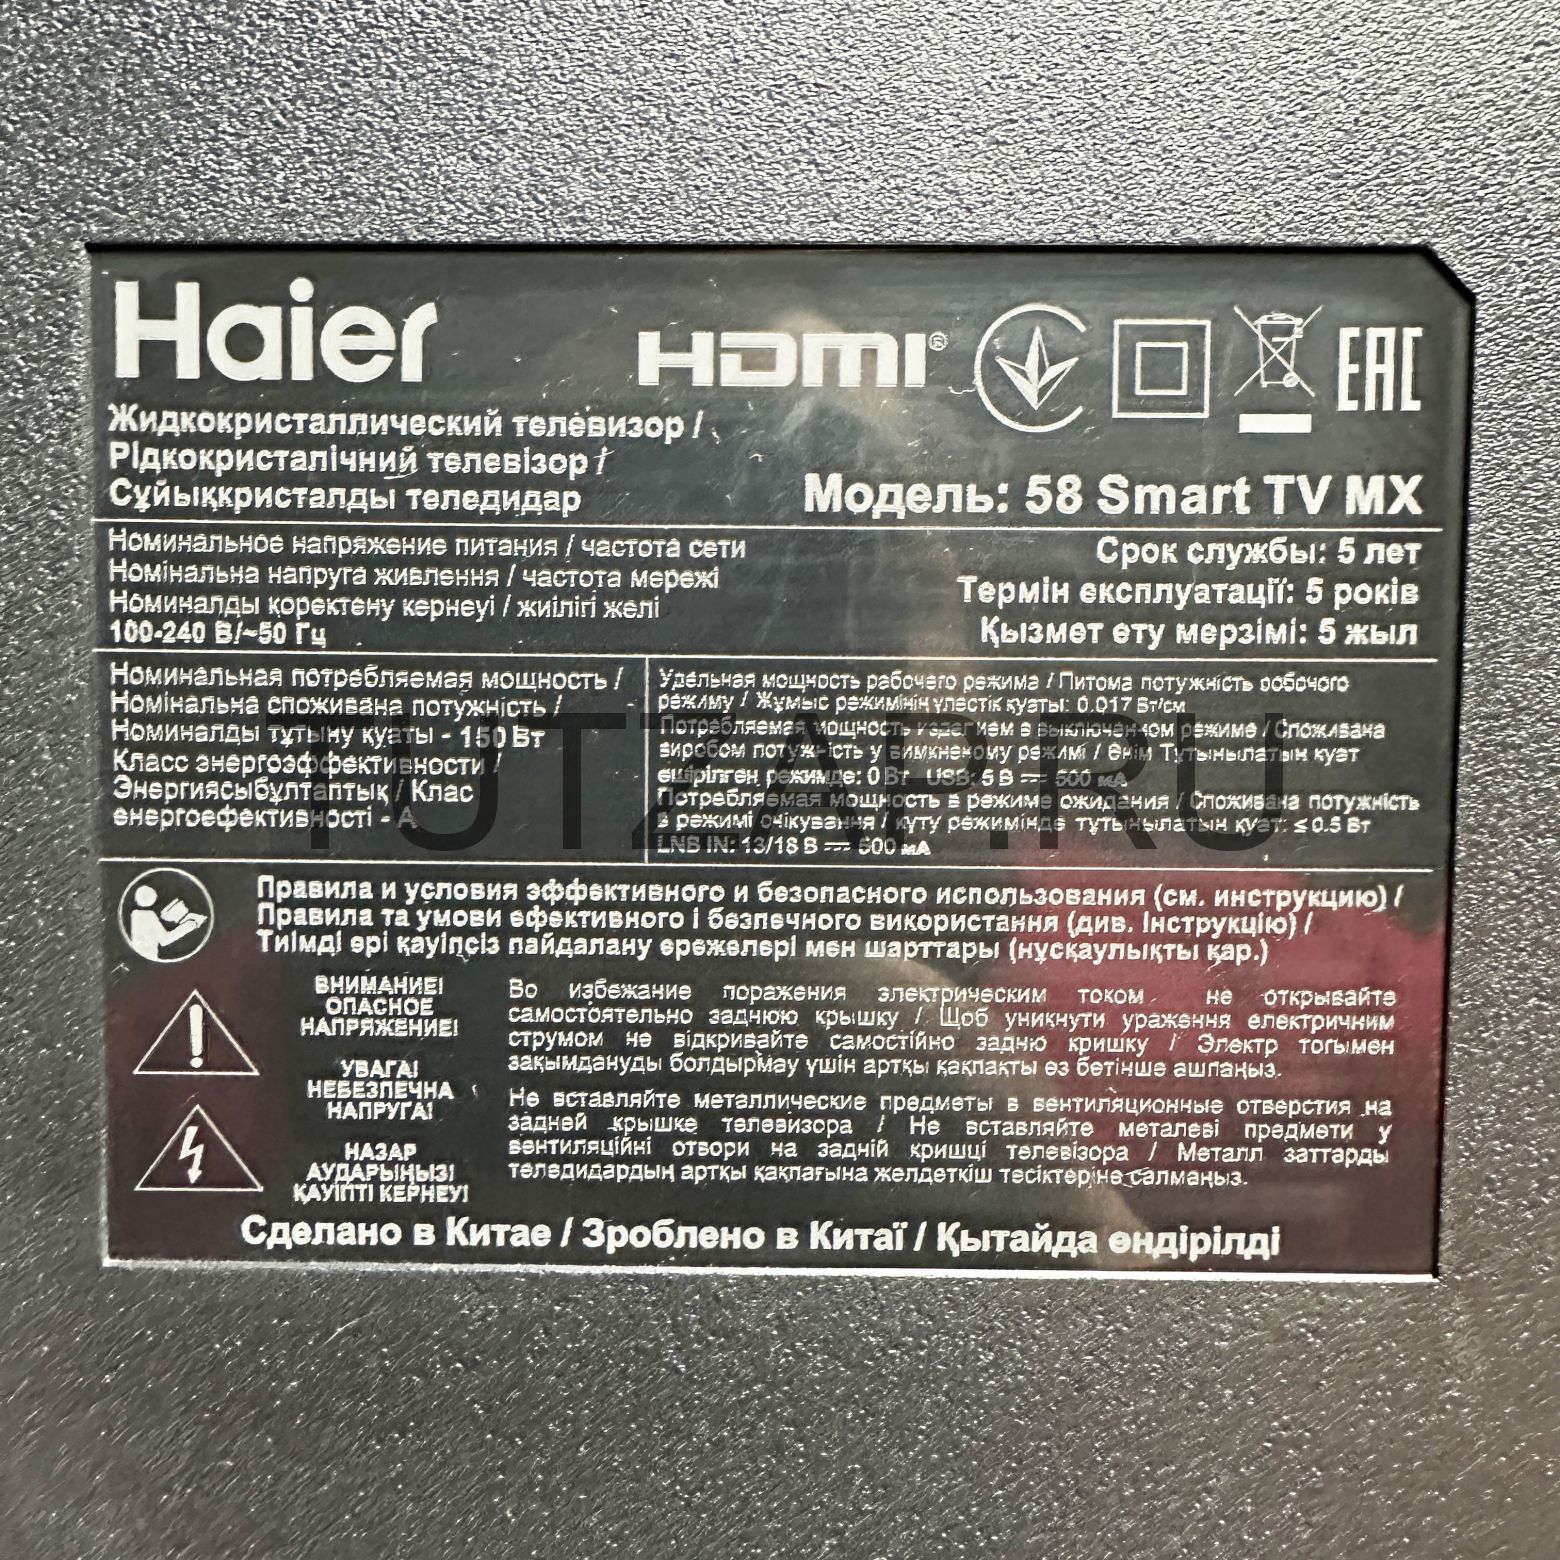 Haier
HDMI®
EAC
Жидкокристаллический телевизор /
Рідкокристалічний телевізор /
Сұйыққристалды теледидар
Модель: 58 Smart TV MX
Номинальное напряжение питания / частота сети
Номінальна напруга живлення / частота мережі
Номиналды қоректену кернеуі / жиілігі желі
100-240 В/~50 Гц
Срок службы: 5 лет
Термін експлуатації: 5 років
Қызмет ету мерзімі: 5 жыл
Номинальная потребляемая мощность /
Номінальна споживана потужність /
Номиналды тұтыну қуаты - 150 Вт
Класс энергоэффективности /
Энергиясыбұлтаптық / Клас
енергоефективності - А
Удельная мощность рабочего режима / Питома потужність робочого
режиму / Жұмыс режимінің үлестік қуаты: 0.017 Вт/см
Потребляемая мощность изделием в выключенном режиме / Споживана
виробом потужність у вимкненому режимі / Өнім Тұтынылатын куат
өшірілген режимде: 0 Вт USB: 5 В ⎓ 500 мА
Потребляемая мощность в режиме ожидания / Споживана потужність
в режимі очікування / күту режимінде тұтынылатын қуат: ≤ 0.5 Вт
LNB IN: 13/18 В ⎓ 500 мА
TUTZAP.RU
Правила и условия эффективного и безопасного использования (см. инструкцию) /
Правила та умови ефективного і безпечного використання (див. Інструкцію) /
Тиімді әрі қауіпсіз пайдалану ережелері мен шарттары (нұсқаулықты қар.)
ВНИМАНИЕ!
ОПАСНОЕ
НАПРЯЖЕНИЕ!
УВАГА!
НЕБЕЗПЕЧНА
НАПРУГА!
НАЗАР
АУДАРЫҢЫЗ!
ҚАУІПТІ КЕРНЕУ!
Во избежание поражения электрическим током не открывайте
самостоятельно заднюю крышку / Щоб уникнути ураження електричним
струмом не відкривайте самостійно задню кришку / Электр тогымен
зақымдануды болдырмау үшін артқы қақпақты өз бетінше ашпаңыз.
Не вставляйте металлические предметы в вентиляционные отверстия на
задней крышке телевизора / Не вставляйте металеві предмети у
вентиляційні отвори на задній кришці телевізора / Металл заттарды
теледидардың артқы қақпағына желдеткіш тесіктеріне салмаңыз.
Сделано в Китае / Зроблено в Китаї / Қытайда өндірілді